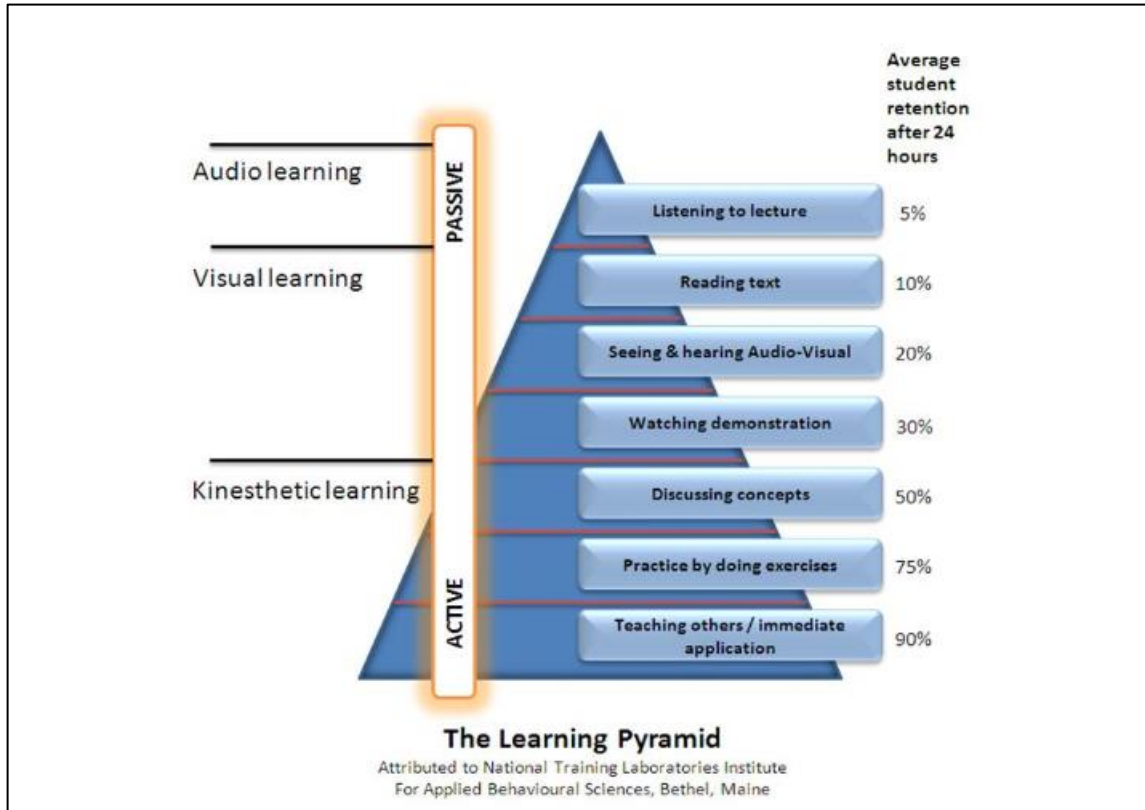 Average
student
retention
after 24
hours
Audio learning
Visual learning
Kinesthetic learning
PASSIVE
ACTIVE
Listening to lecture 5%
Reading text 10%
Seeing & hearing Audio-Visual 20%
Watching demonstration 30%
Discussing concepts 50%
Practice by doing exercises 75%
Teaching others / immediate
application 90%
The Learning Pyramid
Attributed to National Training Laboratories Institute
For Applied Behavioural Sciences, Bethel, Maine